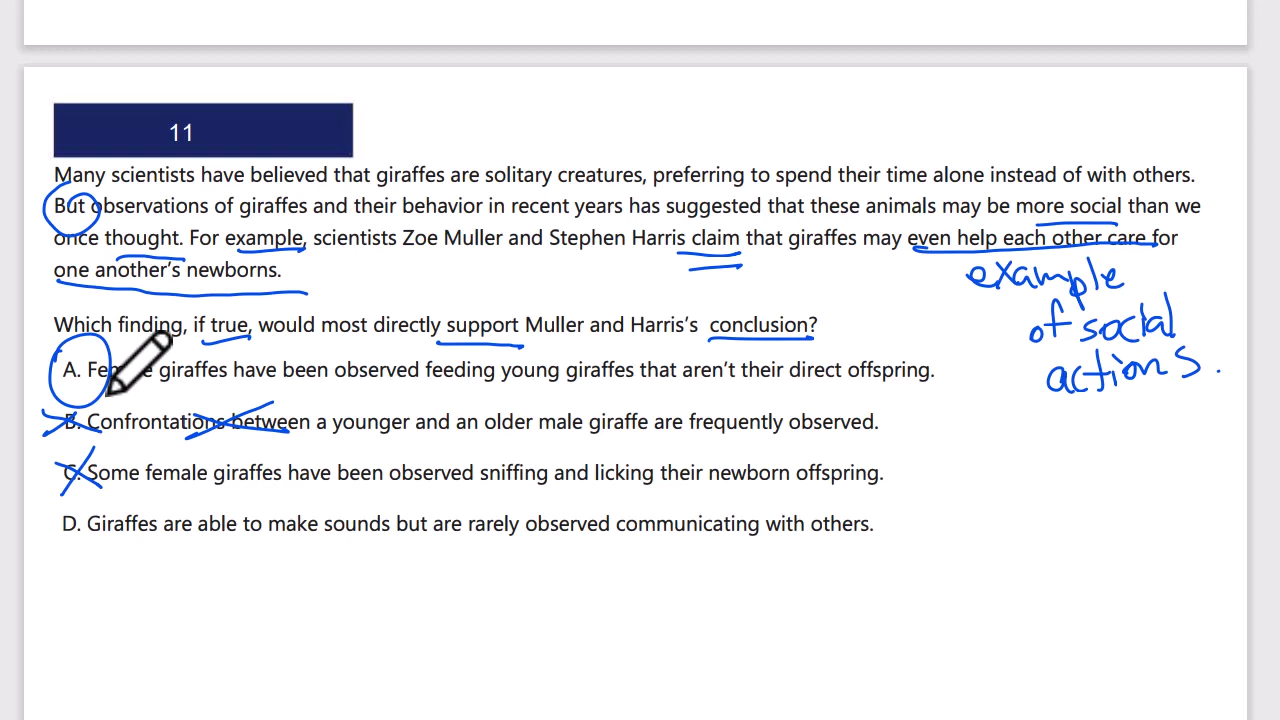 11
Many scientists have believed that giraffes are solitary creatures, preferring to spend their time alone instead of with others.
But observations of giraffes and their behavior in recent years has suggested that these animals may be more social than we
once thought. For example, scientists Zoe Muller and Stephen Harris claim that giraffes may even help each other care for
one another's newborns.
example
of social
actions.
Which finding, if true, would most directly support Muller and Harris's conclusion?
A. Female giraffes have been observed feeding young giraffes that aren't their direct offspring.
B. Confrontations between a younger and an older male giraffe are frequently observed.
C. Some female giraffes have been observed sniffing and licking their newborn offspring.
D. Giraffes are able to make sounds but are rarely observed communicating with others.